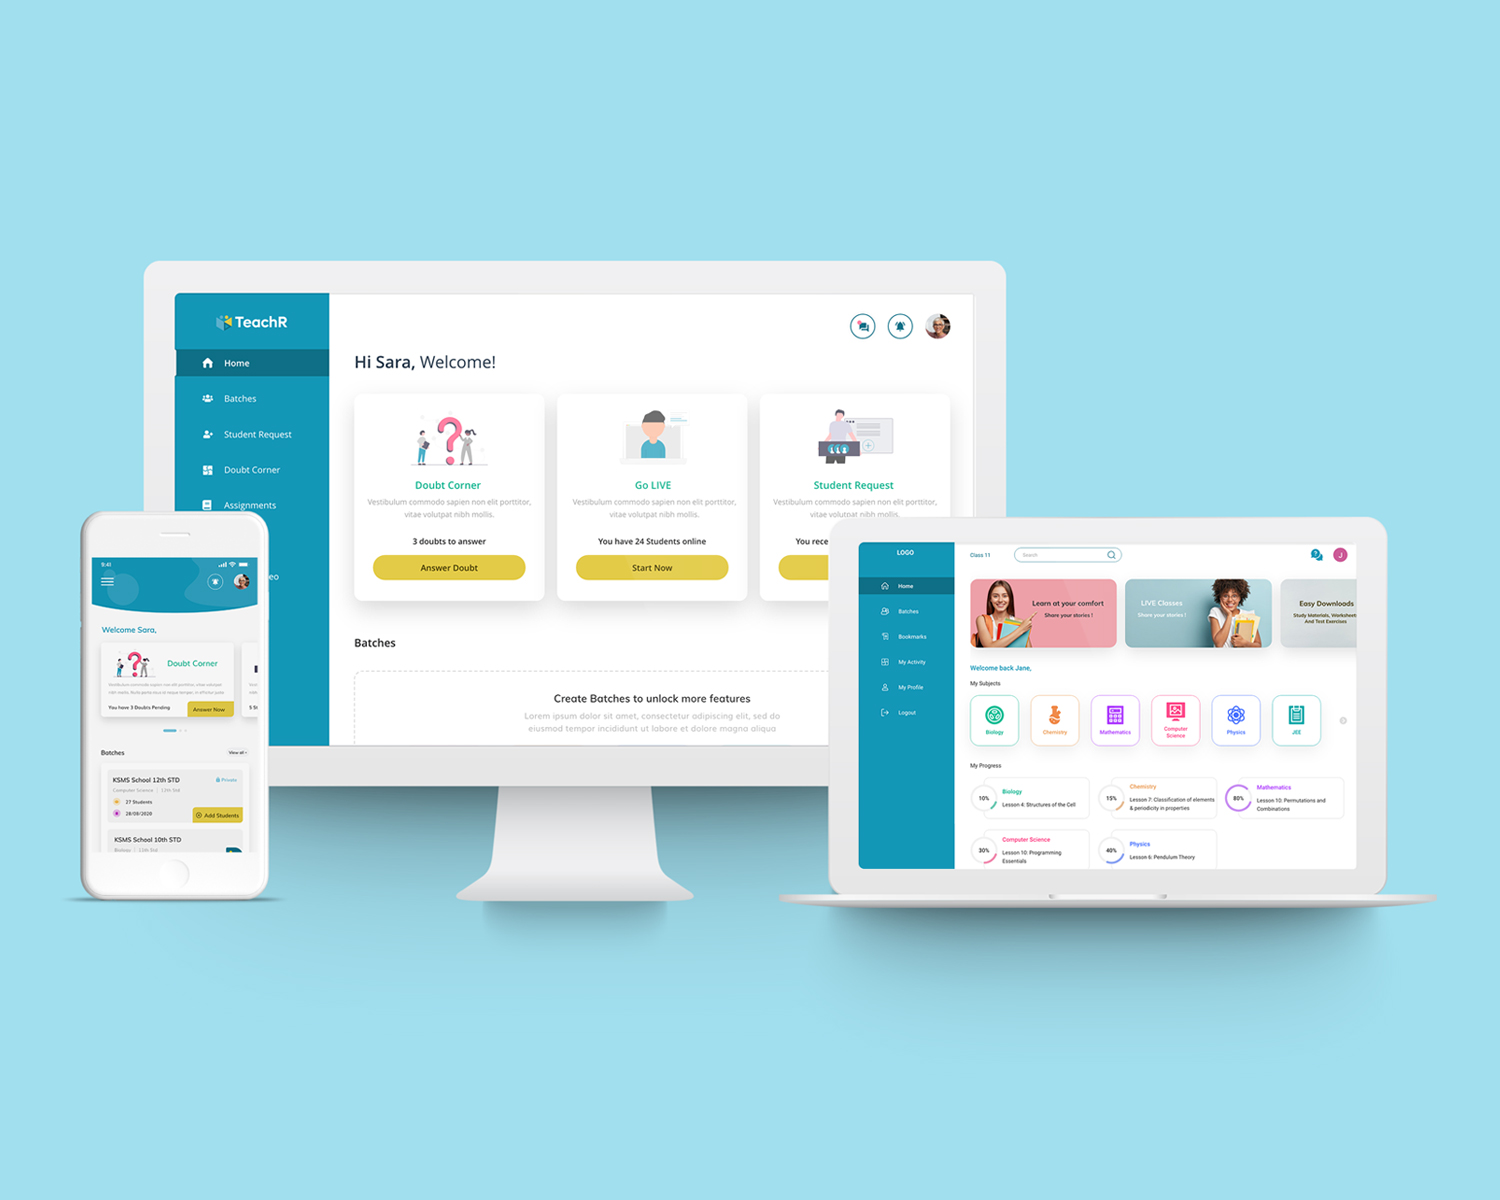 TeachR
Home
Batches
Student Request
Doubt Corner
Assignments
eo
Hi Sara, Welcome!
Doubt Corner
Vestibulum commodo sapien non elit porttitor,
vitae volutpat nibh mollis.
3 doubts to answer
Answer Doubt
Go LIVE
Vestibulum commodo sapien non elit porttitor,
vitae volutpat nibh mollis.
You have 24 Students online
Start Now
Student Request
Vestibulum commodo sapien non elit porttitor,
vitae volutpat nibh mollis.
You rece
Batches
Create Batches to unlock more features
Lorem ipsum dolor sit amet, consectetur adipiscing elit, sed do
eiusmod tempor incididunt ut labore et dolore magna aliqua
9:41
Welcome Sara,
Doubt Corner
You have 3 Doubts Pending
Answer Now
5 St
Batches
View all
KSMS School 12th STD
Private
Computer Science | 12th Std
27 Students
28/08/2020
Add Students
KSMS School 10th STD
Biology | 11th Std
LOGO
Home
Batches
Bookmarks
My Activity
My Profile
Logout
Class 11
Search
J
Learn at your comfort
Share your stories !
LIVE Classes
Share your stories !
Easy Downloads
Study Materials, Worksheet
And Test Exercises
Welcome back Jane,
My Subjects
Biology
Chemistry
Mathematics
Computer
Science
Physics
JEE
My Progress
10%
Biology
Lesson 4: Structures of the Cell
15%
Chemistry
Lesson 7: Classification of elements
& periodicity in properties
80%
Mathematics
Lesson 10: Permutations and
Combinations
30%
Computer Science
Lesson 10: Programming
Essentials
40%
Physics
Lesson 6: Pendulum Theory